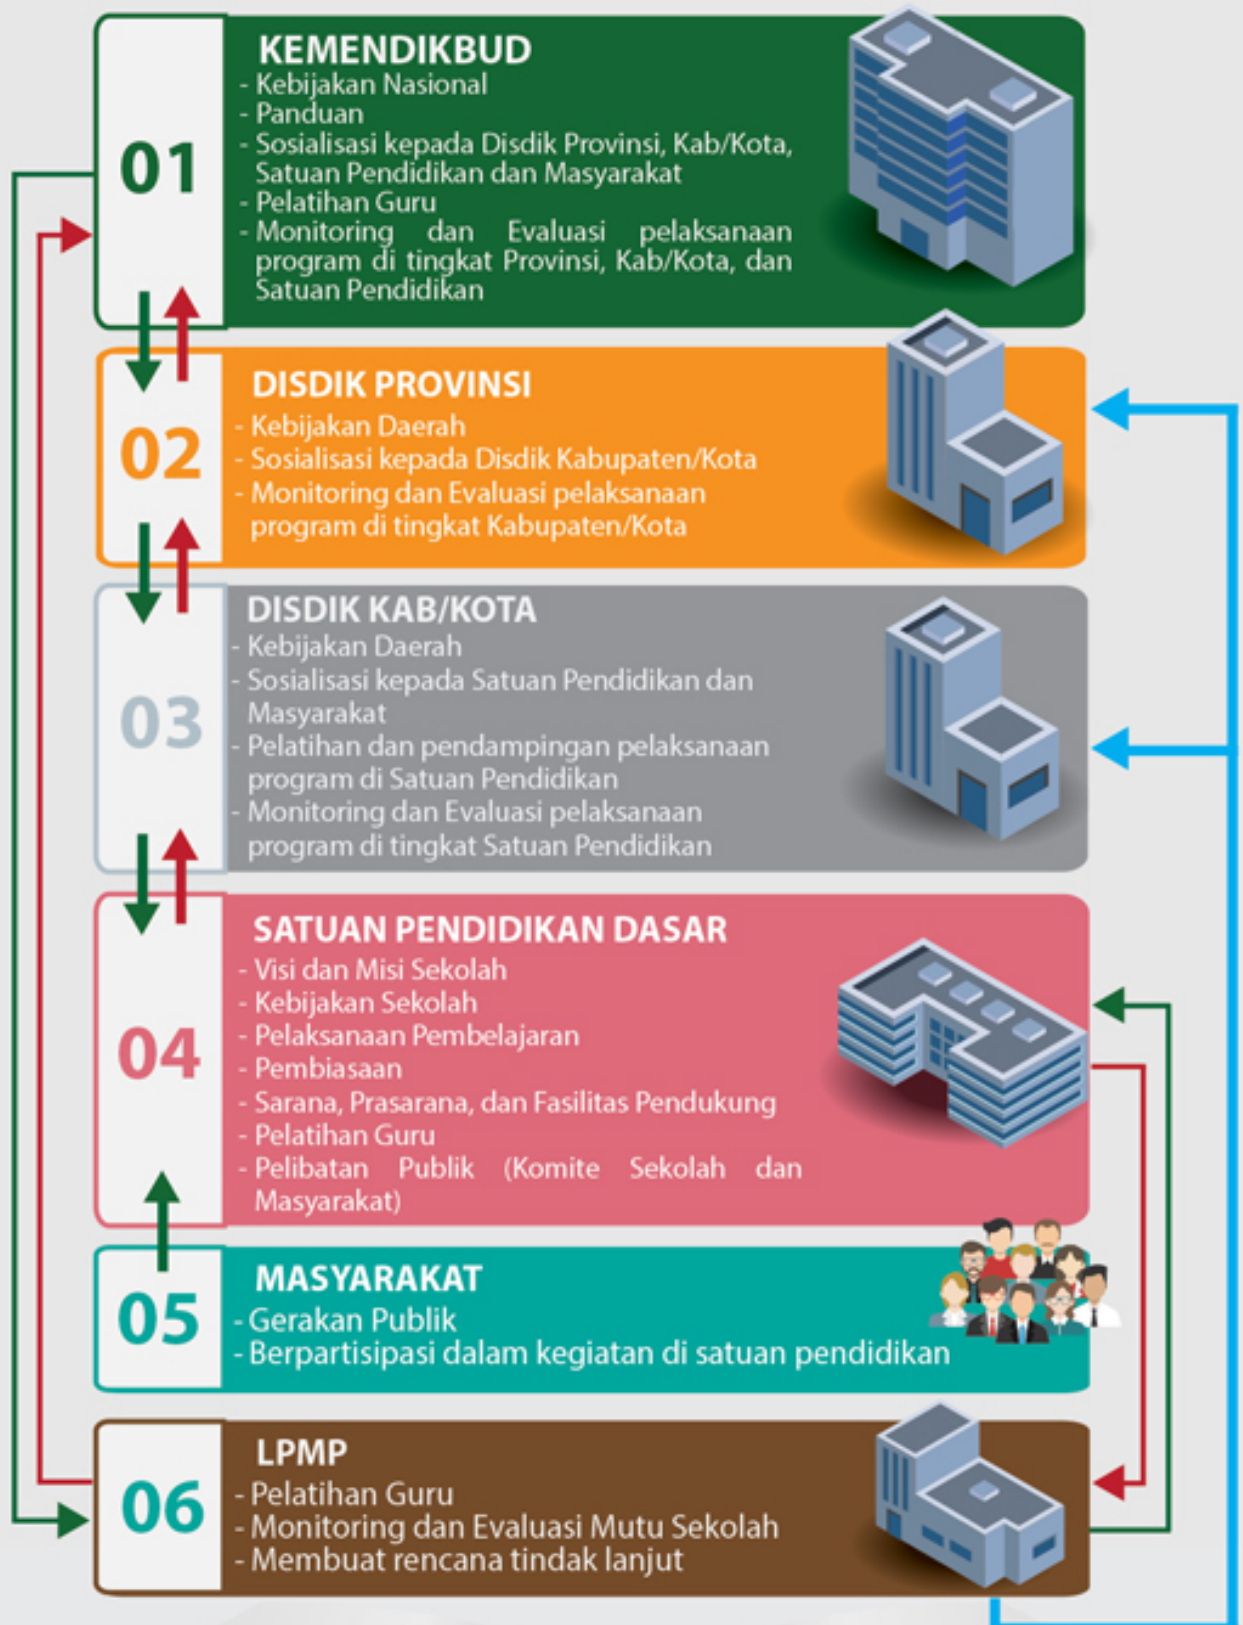 01
KEMENDIKBUD
- Kebijakan Nasional
- Panduan
- Sosialisasi kepada Disdik Provinsi, Kab/Kota,
Satuan Pendidikan dan Masyarakat
- Pelatihan Guru
- Monitoring dan Evaluasi pelaksanaan
program di tingkat Provinsi, Kab/Kota, dan
Satuan Pendidikan
02
DISDIK PROVINSI
- Kebijakan Daerah
- Sosialisasi kepada Disdik Kabupaten/Kota
- Monitoring dan Evaluasi pelaksanaan
program di tingkat Kabupaten/Kota
03
DISDIK KAB/KOTA
- Kebijakan Daerah
- Sosialisasi kepada Satuan Pendidikan dan
Masyarakat
- Pelatihan dan pendampingan pelaksanaan
program di Satuan Pendidikan
- Monitoring dan Evaluasi pelaksanaan
program di tingkat Satuan Pendidikan
04
SATUAN PENDIDIKAN DASAR
- Visi dan Misi Sekolah
- Kebijakan Sekolah
- Pelaksanaan Pembelajaran
- Pembiasaan
- Sarana, Prasarana, dan Fasilitas Pendukung
- Pelatihan Guru
- Pelibatan Publik (Komite Sekolah dan
Masyarakat)
05
MASYARAKAT
- Gerakan Publik
- Berpartisipasi dalam kegiatan di satuan pendidikan
06
LPMP
- Pelatihan Guru
- Monitoring dan Evaluasi Mutu Sekolah
- Membuat rencana tindak lanjut